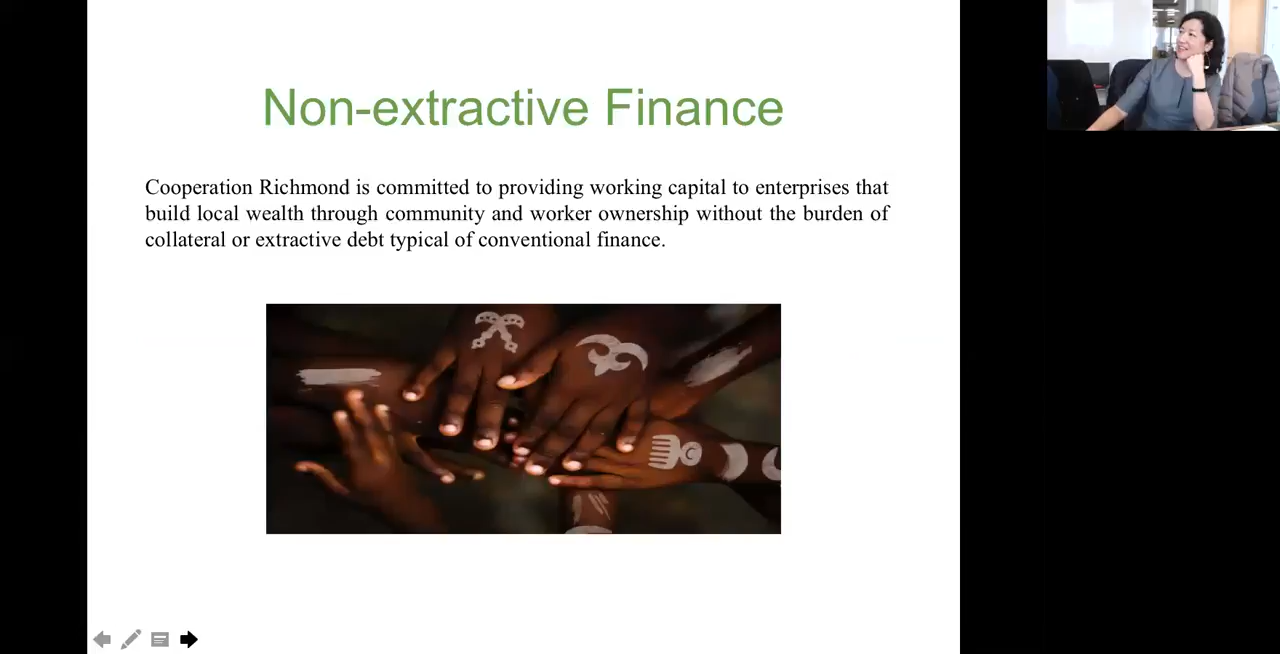 Non-extractive Finance
Cooperation Richmond is committed to providing working capital to enterprises that
build local wealth through community and worker ownership without the burden of
collateral or extractive debt typical of conventional finance.